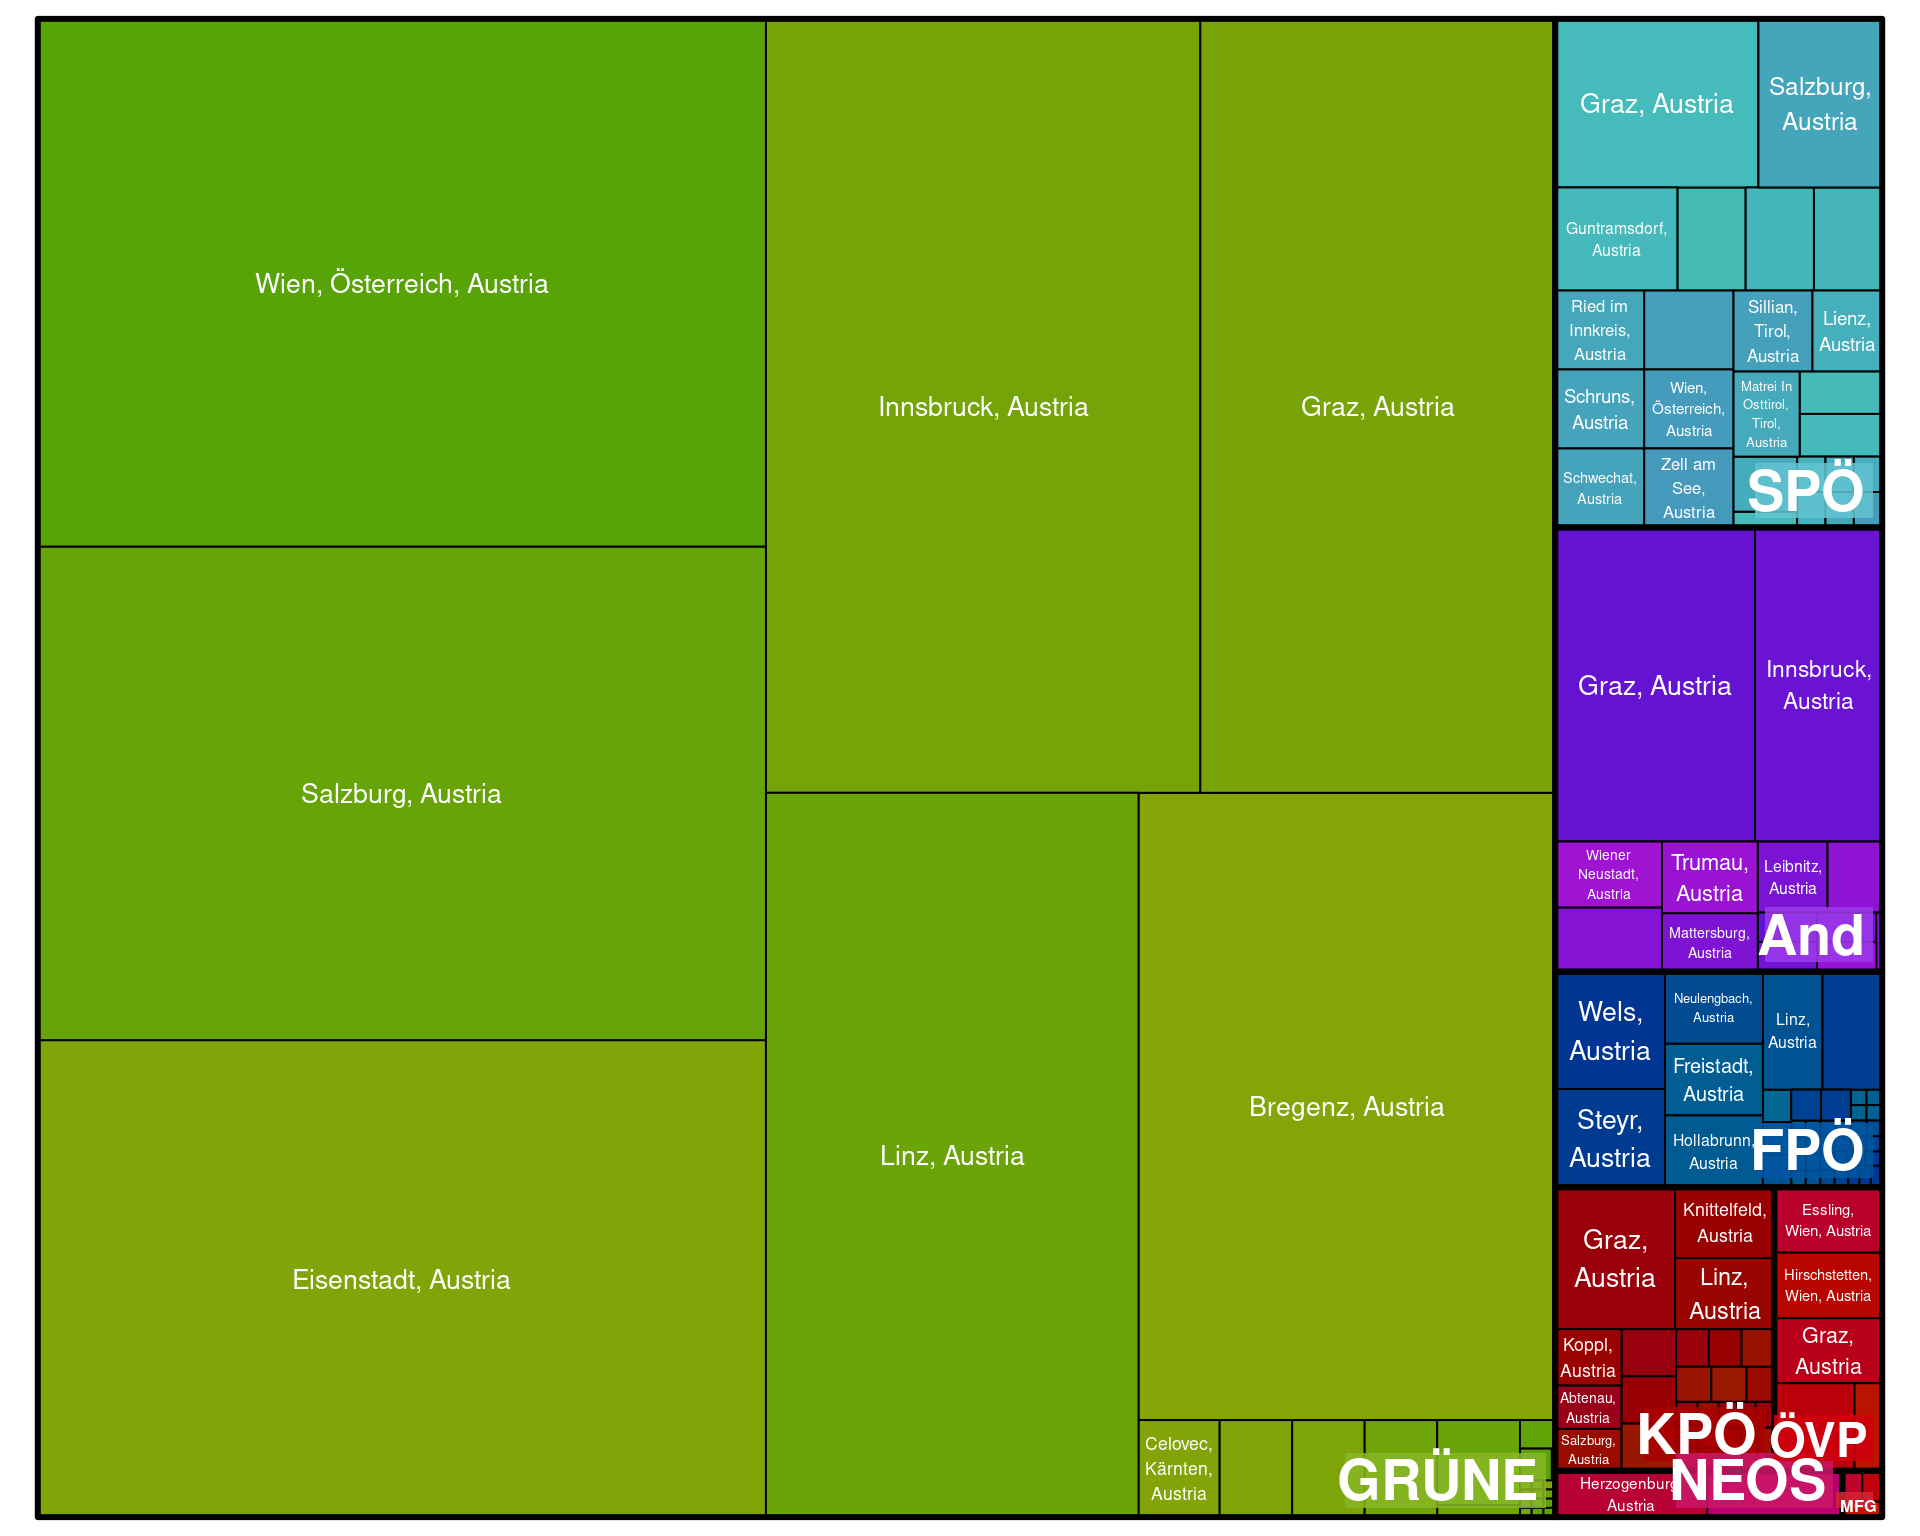 Wien, Österreich, Austria
Salzburg, Austria
Eisenstadt, Austria
Innsbruck, Austria
Graz, Austria
Linz, Austria
Bregenz, Austria
Celovec,
Kärnten,
Austria
GRÜNE
Graz, Austria
Salzburg,
Austria
Guntramsdorf,
Austria
Ried im
Innkreis,
Austria
Sillian,
Tirol,
Austria
Lienz,
Austria
Schruns,
Austria
Wien,
Österreich,
Austria
Matrei In
Osttirol,
Tirol,
Austria
Schwechat,
Austria
Zell am
See,
Austria
SPÖ
Graz, Austria
Innsbruck,
Austria
Wiener
Neustadt,
Austria
Trumau,
Austria
Leibnitz,
Austria
Mattersburg,
Austria
And
Wels,
Austria
Neulengbach,
Austria
Linz,
Austria
Freistadt,
Austria
Steyr,
Austria
Hollabrunn,
Austria
FPÖ
Graz,
Austria
Knittelfeld,
Austria
Linz,
Austria
Koppl,
Austria
Abtenau,
Austria
Salzburg,
Austria
KPÖ
Essling,
Wien, Austria
Hirschstetten,
Wien, Austria
Graz,
Austria
ÖVP
Herzogenburg
Austria
NEOS
MFG